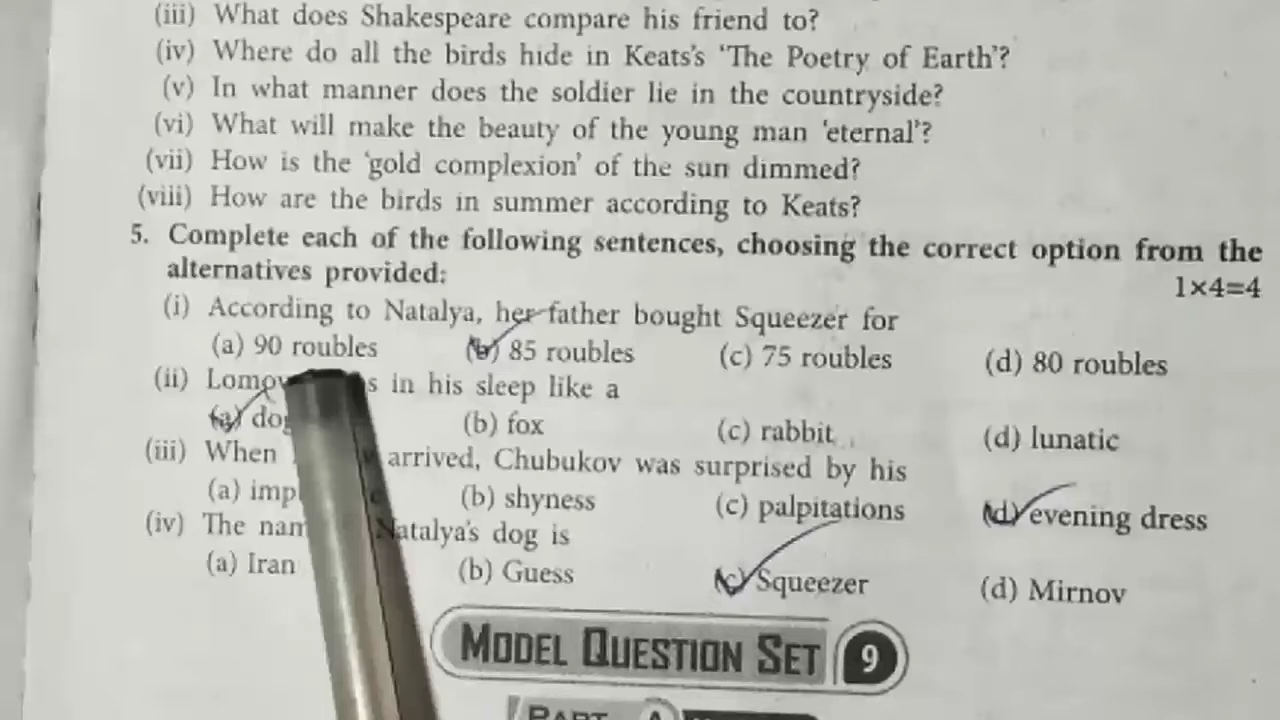 (iii) What does Shakespeare compare his friend to?
(iv) Where do all the birds hide in Keats's 'The Poetry of Earth'?
(v) In what manner does the soldier lie in the countryside?
(vi) What will make the beauty of the young man 'eternal'?
(vii) How is the 'gold complexion' of the sun dimmed?
(viii) How are the birds in summer according to Keats?
5. Complete each of the following sentences, choosing the correct option from the
alternatives provided: 1×4=4
(i) According to Natalya, her father bought Squeezer for
(a) 90 roubles (b) 85 roubles (c) 75 roubles (d) 80 roubles
(ii) in his sleep like a
(a) (b) fox (c) rabbit (d) lunatic
(iii) When arrived, Chubukov was surprised by his
(a) (b) shyness (c) palpitations (d) evening dress
(iv) The Natalya's dog is
(a) Iran (b) Guess (c) Squeezer (d) Mirnov
MODEL QUESTION SET 9
PART A